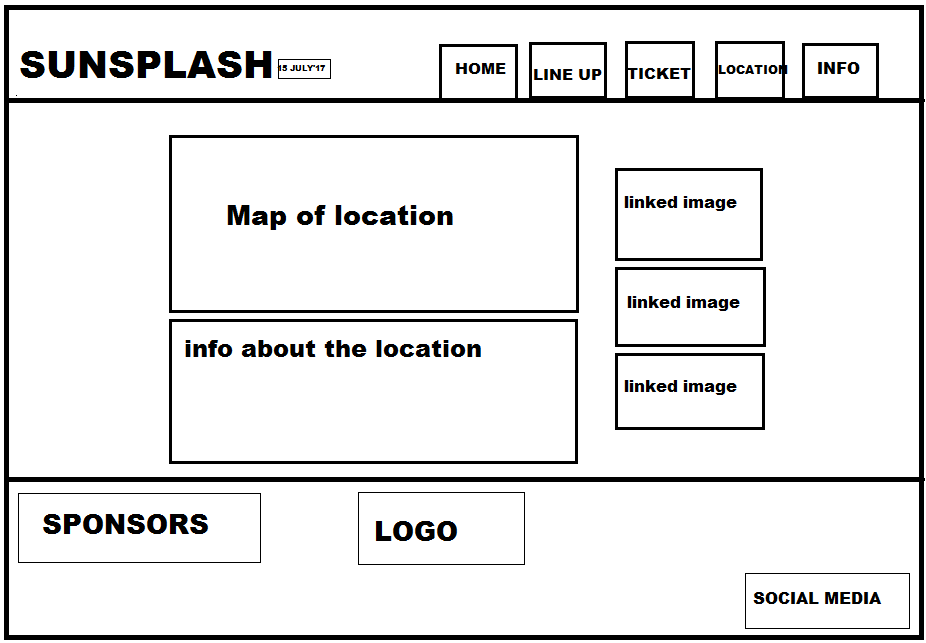 SUNSPLASH
15 JULY'17
HOME
LINE UP
TICKET
LOCATION
INFO
Map of location
linked image
linked image
info about the location
linked image
SPONSORS
LOGO
SOCIAL MEDIA